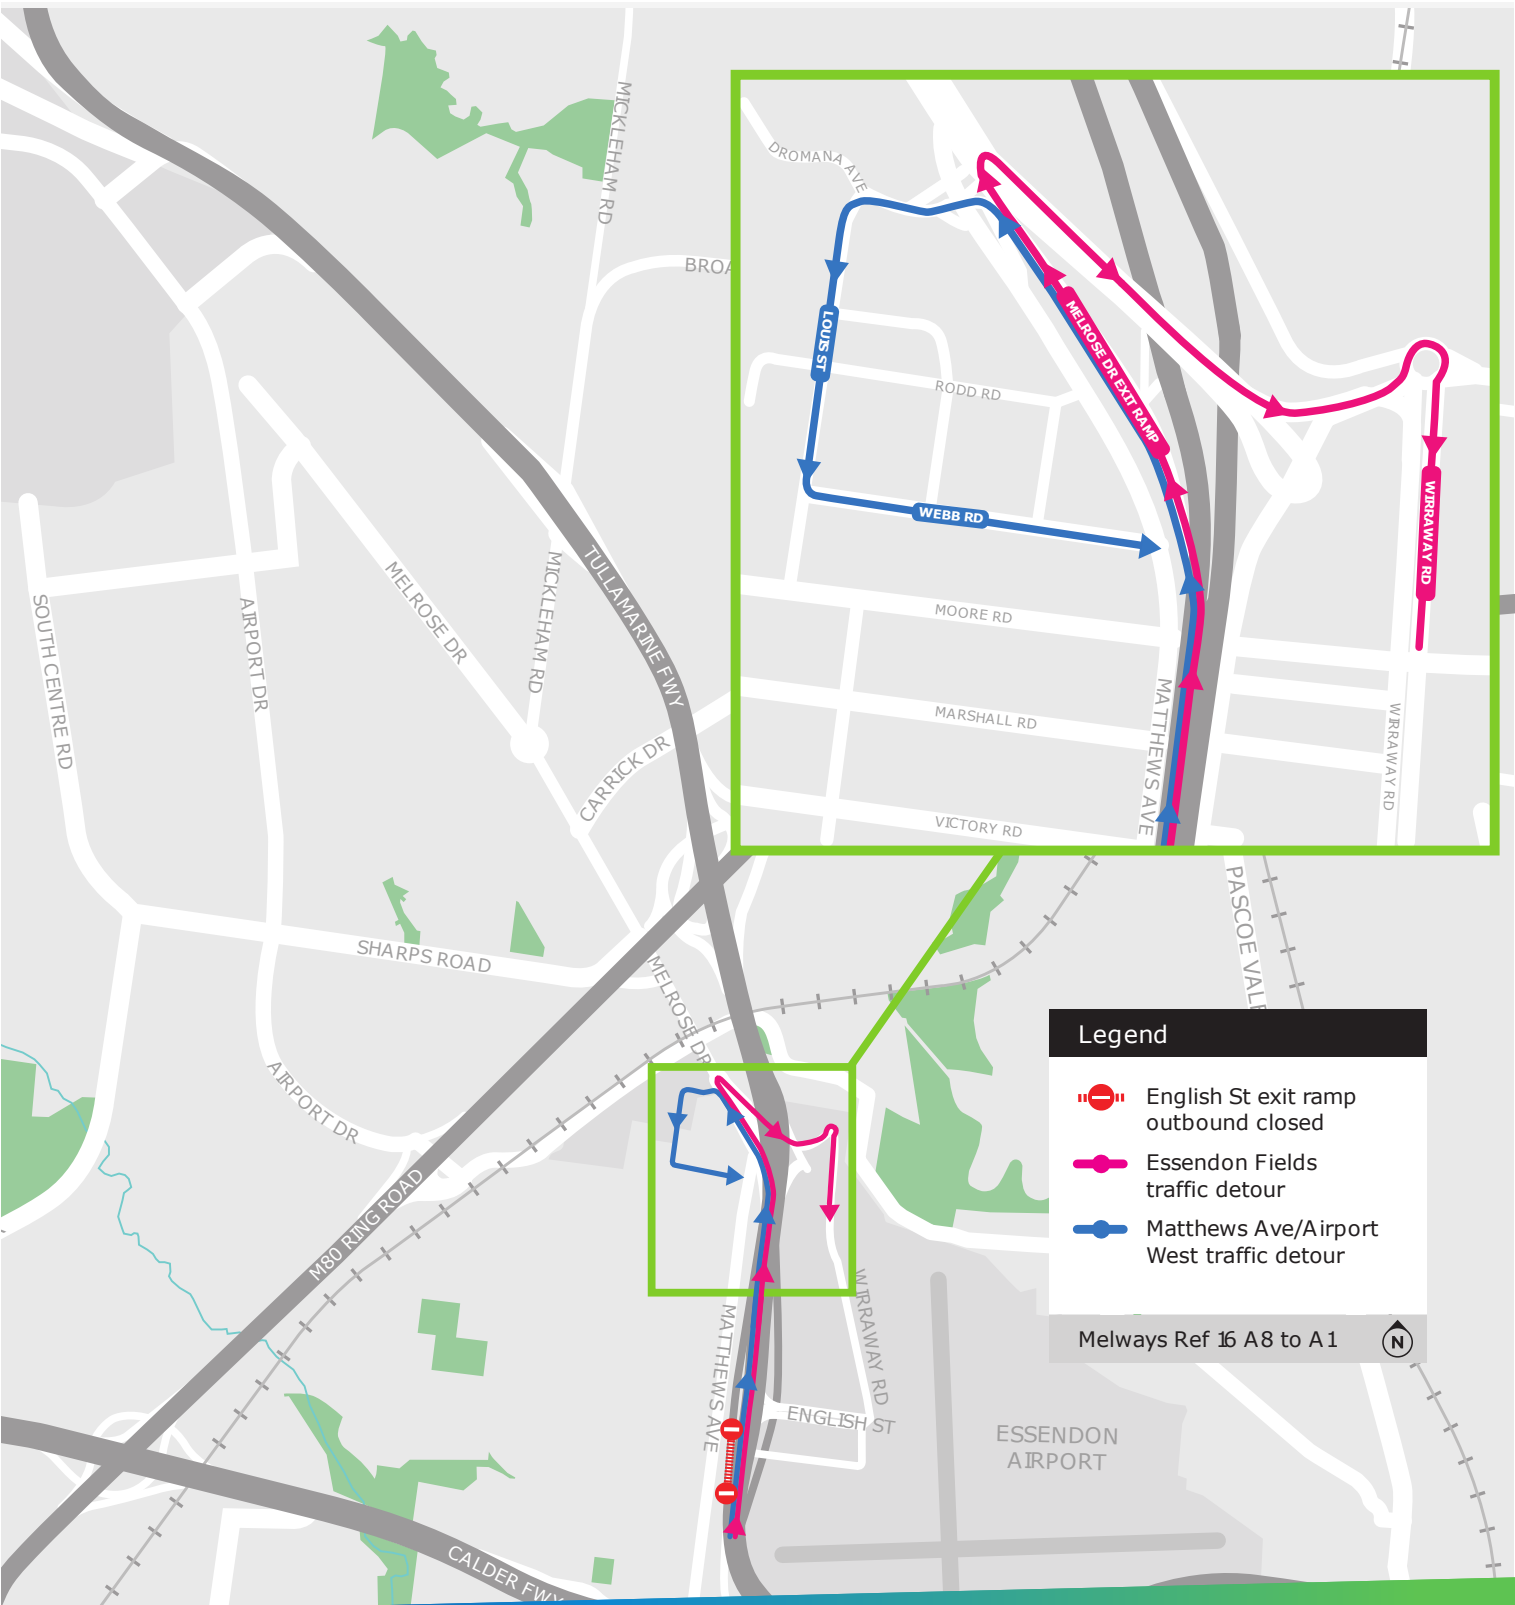 MICKLEHAM RD
BROA
DROMANA AVE
LOUIS ST
MELROSE DR EXIT RAMP
RODD RD
WEBB RD
WIRRAWAY RD
MOORE RD
MARSHALL RD
MATTHEWS AVE
WIRRAWAY RD
VICTORY RD
SOUTH CENTRE RD
AIRPORT DR
MELROSE DR
MICKLEHAM RD
TULLAMARINE FWY
CARRICK DR
SHARPS ROAD
MELROSE DR
PASCOE VALE
AIRPORT DR
M80 RING ROAD
Legend
English St exit ramp
outbound closed
Essendon Fields
traffic detour
Matthews Ave/Airport
West traffic detour
Melways Ref 16 A8 to A1
N
MATTHEWS AVE
WIRRAWAY RD
ENGLISH ST
ESSENDON
AIRPORT
CALDER FWY